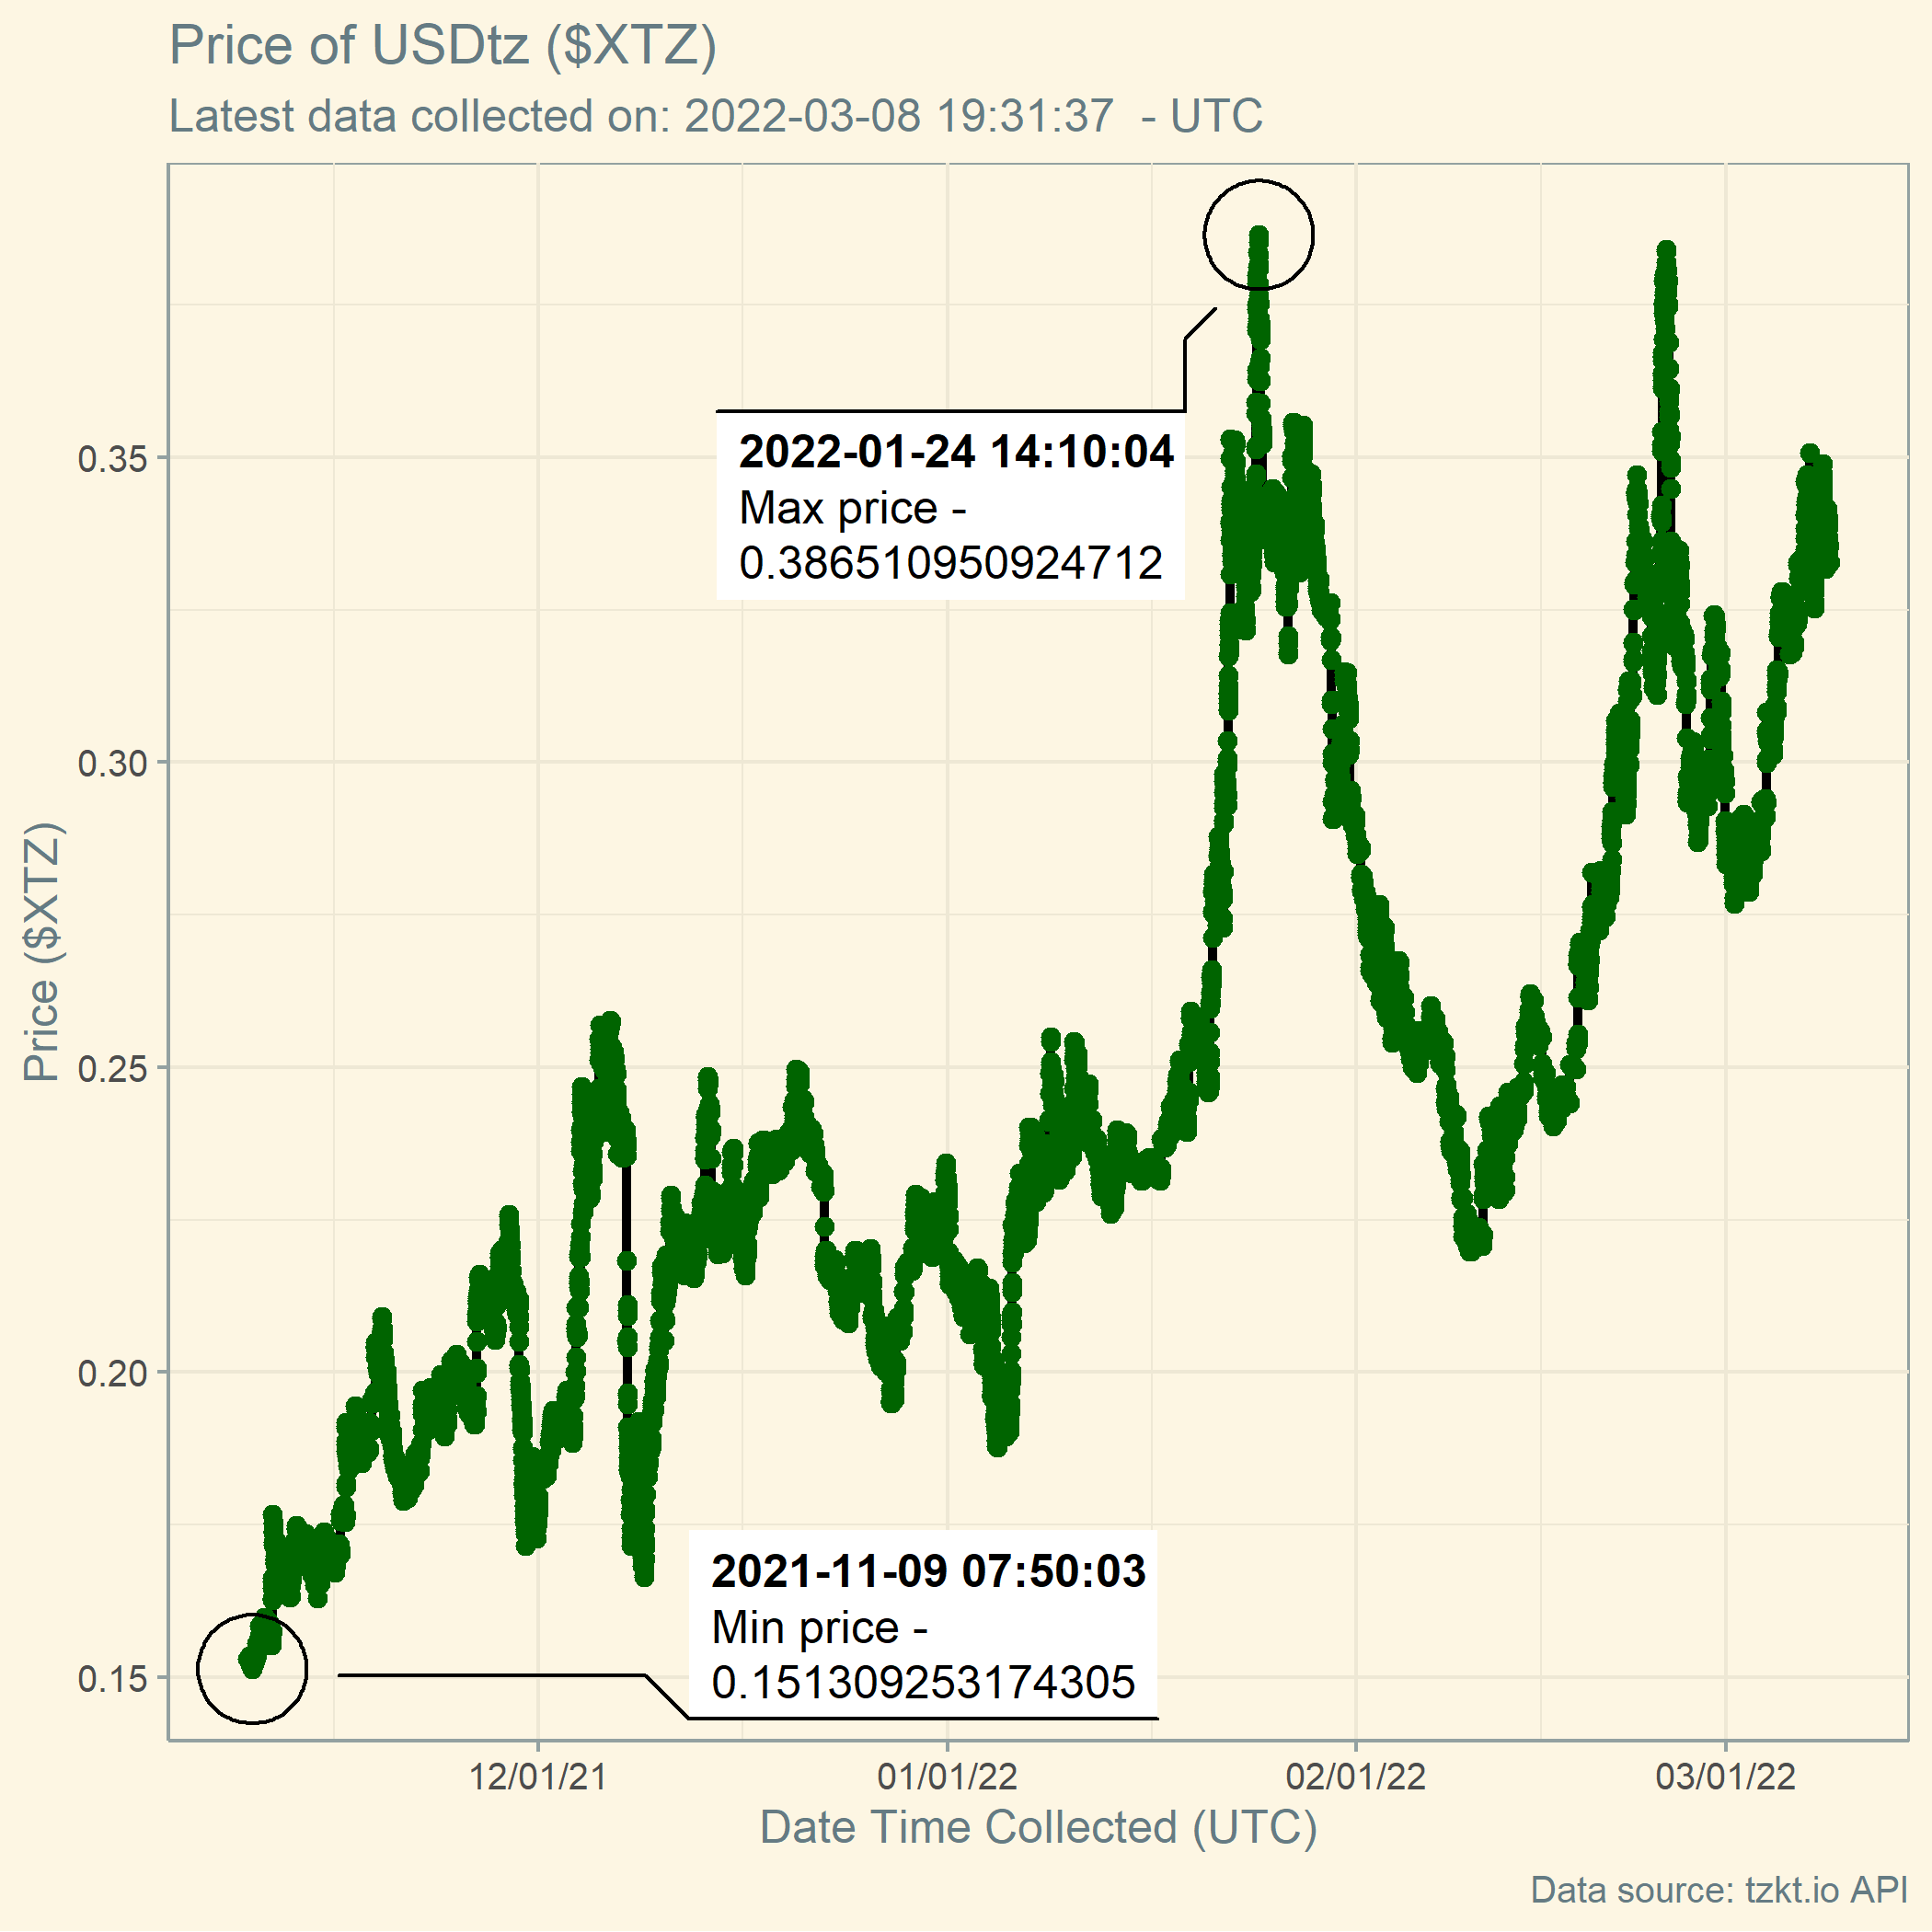 Price of USDtz ($XTZ)
Latest data collected on: 2022-03-08 19:31:37  - UTC
Price ($XTZ)
0.35
0.30
0.25
0.20
0.15
2022-01-24 14:10:04
Max price -
0.386510950924712
2021-11-09 07:50:03
Min price -
0.151309253174305
12/01/21
01/01/22
02/01/22
03/01/22
Date Time Collected (UTC)
Data source: tzkt.io API